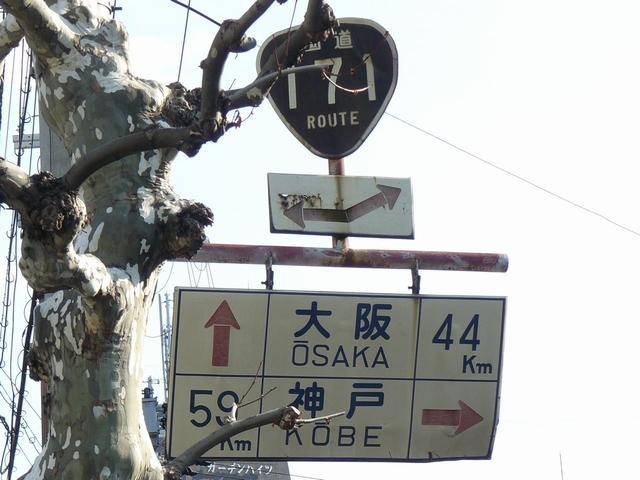 国道
171
ROUTE
大阪 44
ŌSAKA Km
59 神戸
Km KŌBE
ガーデンハイツ